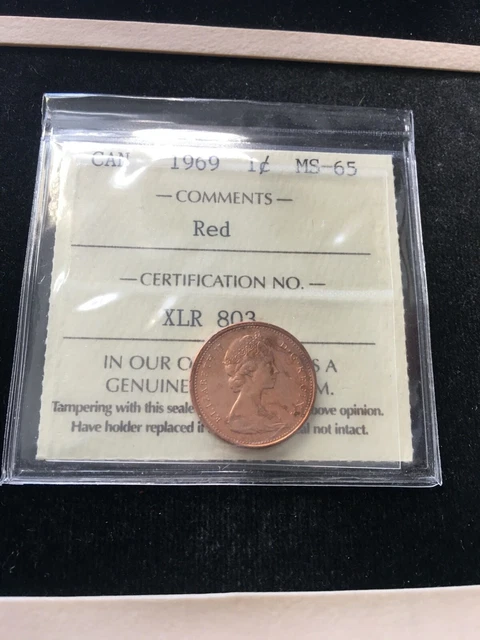 CAN 1969 1¢ MS-65
— COMMENTS —
Red
— CERTIFICATION NO. —
XLR 803
IN OUR A
GENUINE
Tampering with this opinion.
Have holder replaced not intact.